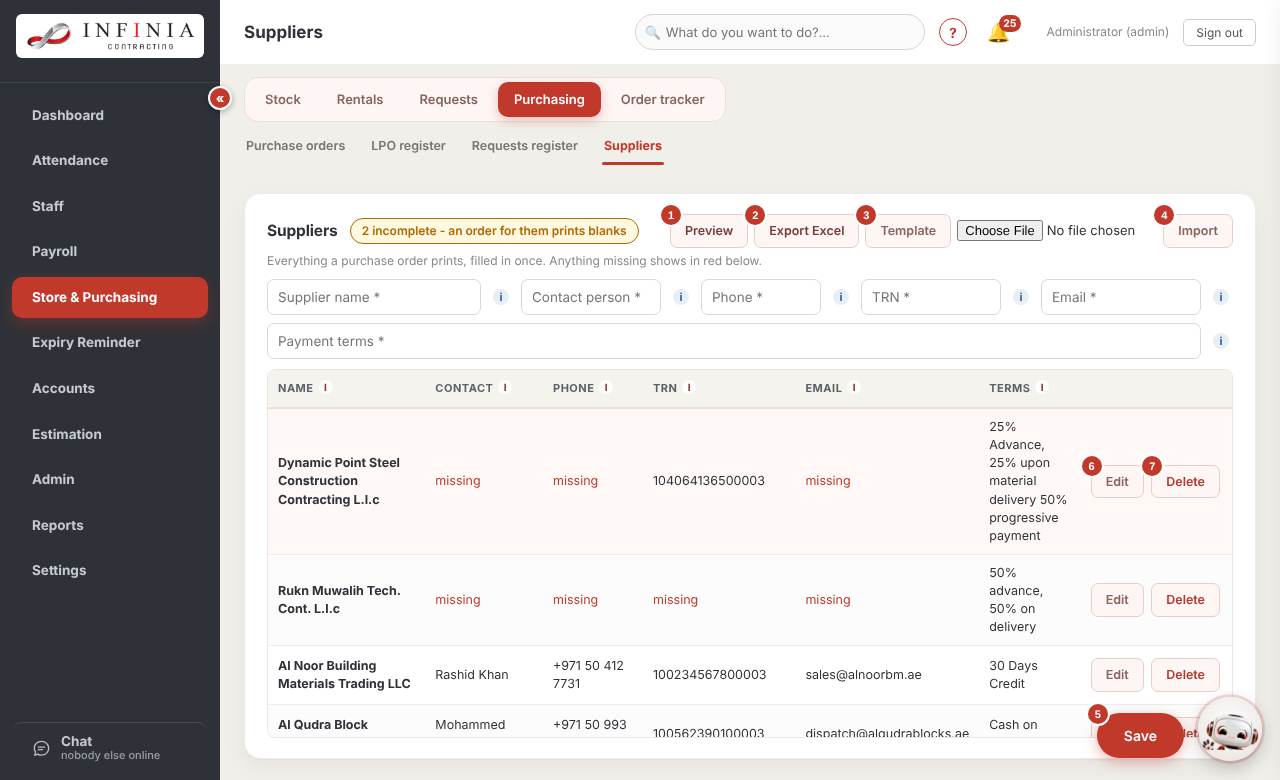 INFINIA
CONTRACTING
Suppliers
What do you want to do?...
?
25
Administrator (admin)
Sign out
«
Dashboard
Attendance
Staff
Payroll
Store & Purchasing
Expiry Reminder
Accounts
Estimation
Admin
Reports
Settings
Chat
nobody else online
Stock
Rentals
Requests
Purchasing
Order tracker
Purchase orders
LPO register
Requests register
Suppliers
Suppliers
2 incomplete - an order for them prints blanks
1
Preview
2
Export Excel
3
Template
Choose File No file chosen
4
Import
Everything a purchase order prints, filled in once. Anything missing shows in red below.
Supplier name *
i
Contact person *
i
Phone *
i
TRN *
i
Email *
i
Payment terms *
i
NAME I
CONTACT I
PHONE I
TRN I
EMAIL I
TERMS I
Dynamic Point Steel
Construction
Contracting L.l.c
missing
missing
104064136500003
missing
25%
Advance,
25% upon
material
delivery 50%
progressive
payment
6
Edit
7
Delete
Rukn Muwalih Tech.
Cont. L.l.c
missing
missing
missing
missing
50%
advance,
50% on
delivery
Edit
Delete
Al Noor Building
Materials Trading LLC
Rashid Khan
+971 50 412
7731
100234567800003
sales@alnoorbm.ae
30 Days
Credit
Edit
Delete
Al Qudra Block
Mohammed
+971 50 993
100562390100003
dispatch@alqudrablocks.ae
Cash on
5
Save